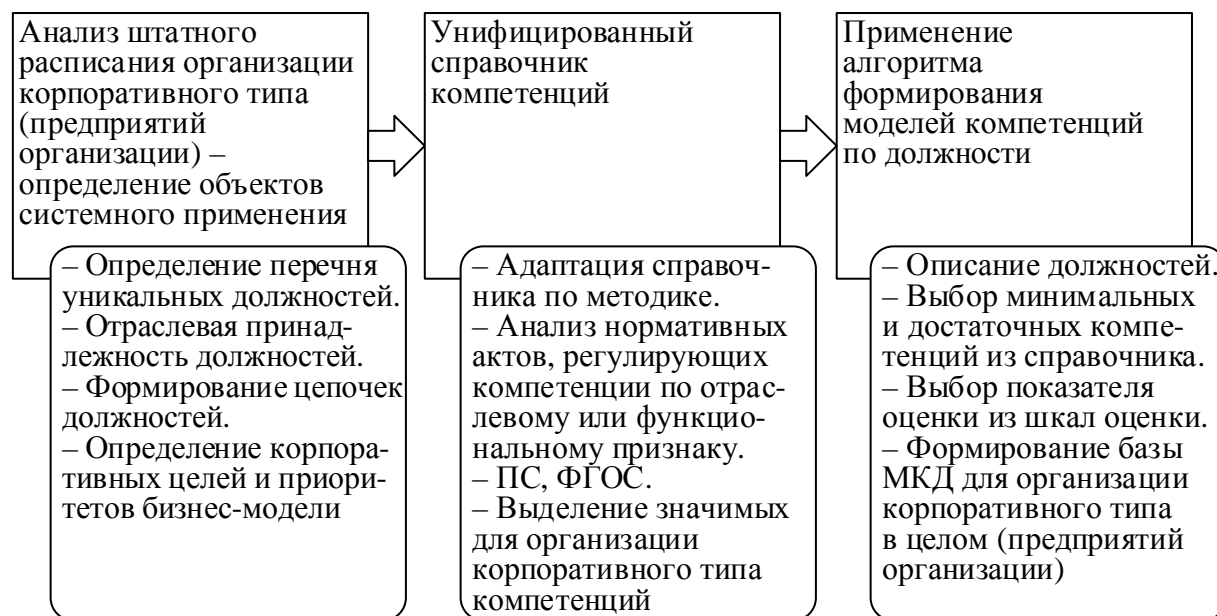 Анализ штатного
расписания организации
корпоративного типа
(предприятий
организации) –
определение объектов
системного применения
– Определение перечня
уникальных должностей.
– Отраслевая принад-
лежность должностей.
– Формирование цепочек
должностей.
– Определение корпора-
тивных целей и приори-
тетов бизнес-модели
Унифицированный
справочник
компетенций
– Адаптация справоч-
ника по методике.
– Анализ нормативных
актов, регулирующих
компетенции по отрас-
левому или функцио-
нальному признаку.
– ПС, ФГОС.
– Выделение значимых
для организации
корпоративного типа
компетенций
Применение
алгоритма
формирования
моделей компетенций
по должности
– Описание должностей.
– Выбор минимальных
и достаточных компе-
тенций из справочника.
– Выбор показателя
оценки из шкал оценки.
– Формирование базы
МКД для организации
корпоративного типа
в целом (предприятий
организации)